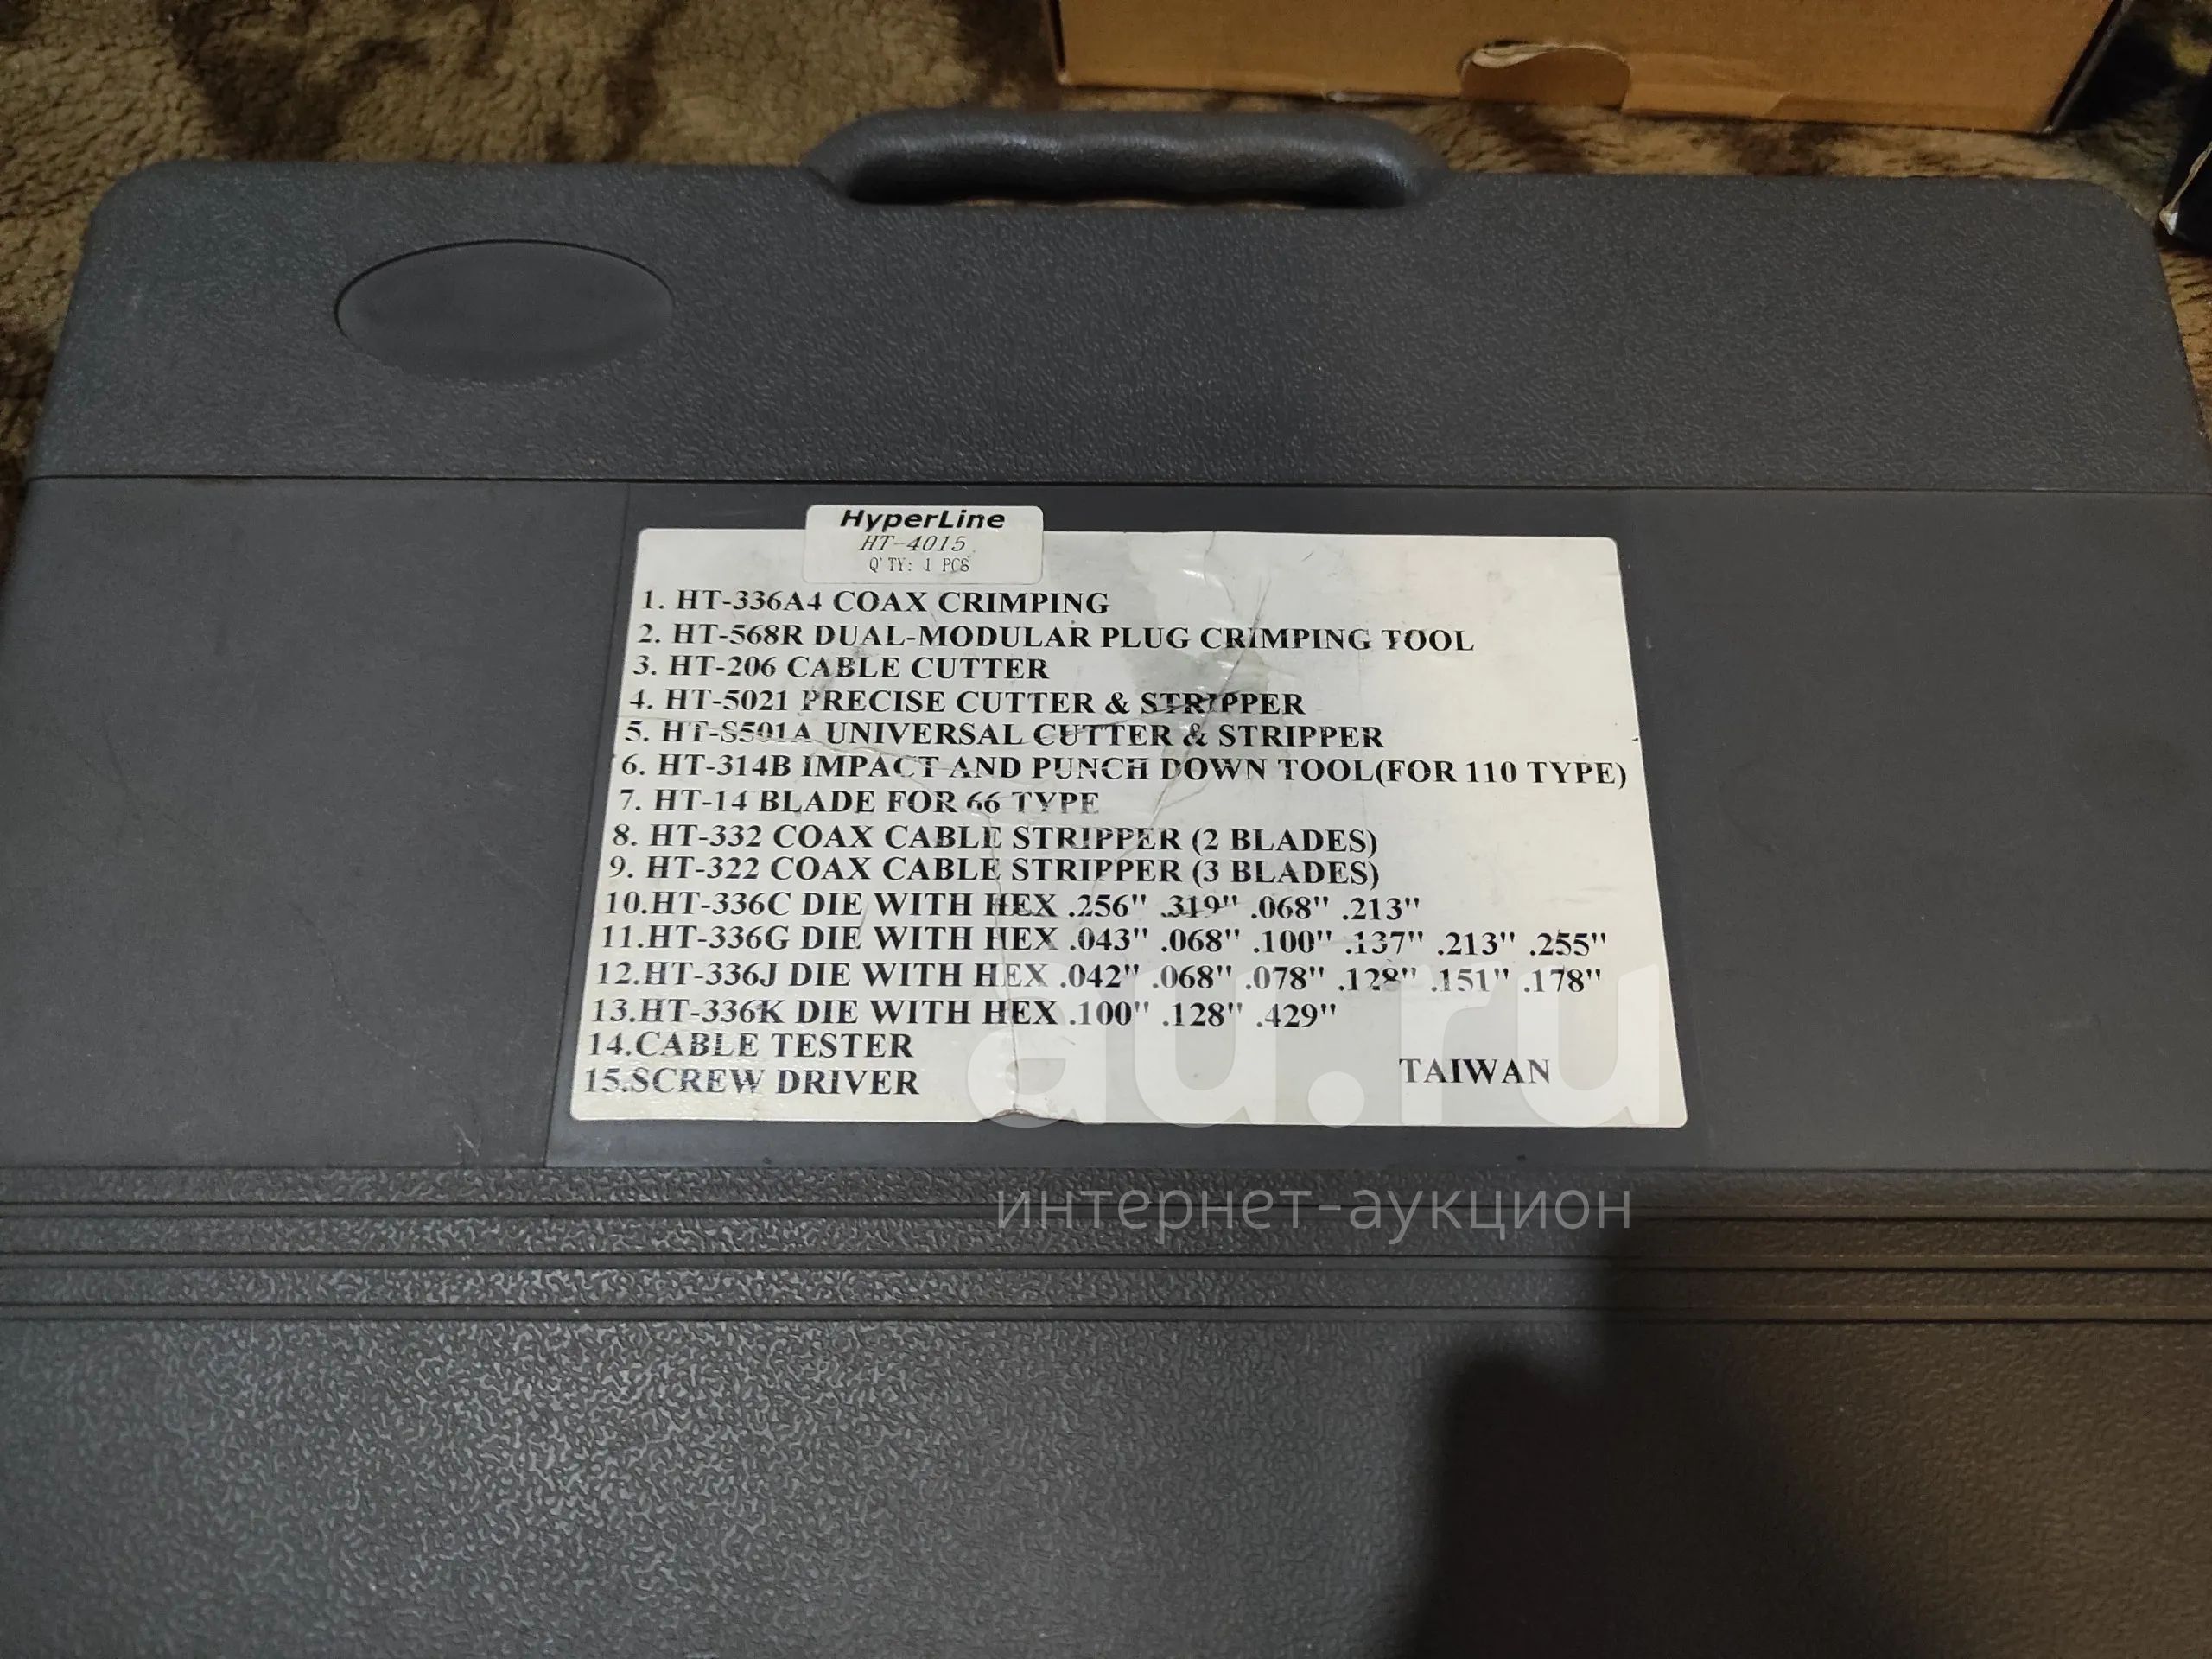 HyperLine
HT-4015
Q'TY: 1 PCS
1. HT-336A4 COAX CRIMPING
2. HT-568R DUAL-MODULAR PLUG CRIMPING TOOL
3. HT-206 CABLE CUTTER
4. HT-5021 PRECISE CUTTER & STRIPPER
5. HT-S501A UNIVERSAL CUTTER & STRIPPER
6. HT-314B IMPACT AND PUNCH DOWN TOOL(FOR 110 TYPE)
7. HT-14 BLADE FOR 66 TYPE
8. HT-332 COAX CABLE STRIPPER (2 BLADES)
9. HT-322 COAX CABLE STRIPPER (3 BLADES)
10.HT-336C DIE WITH HEX .256" .319" .068" .213"
11.HT-336G DIE WITH HEX .043" .068" .100" .137" .213" .255"
12.HT-336J DIE WITH HEX .042" .068" .078" .128" .151" .178"
13.HT-336K DIE WITH HEX .100" .128" .429"
14.CABLE TESTER
15.SCREW DRIVER
TAIWAN
au.ru
интернет-аукцион